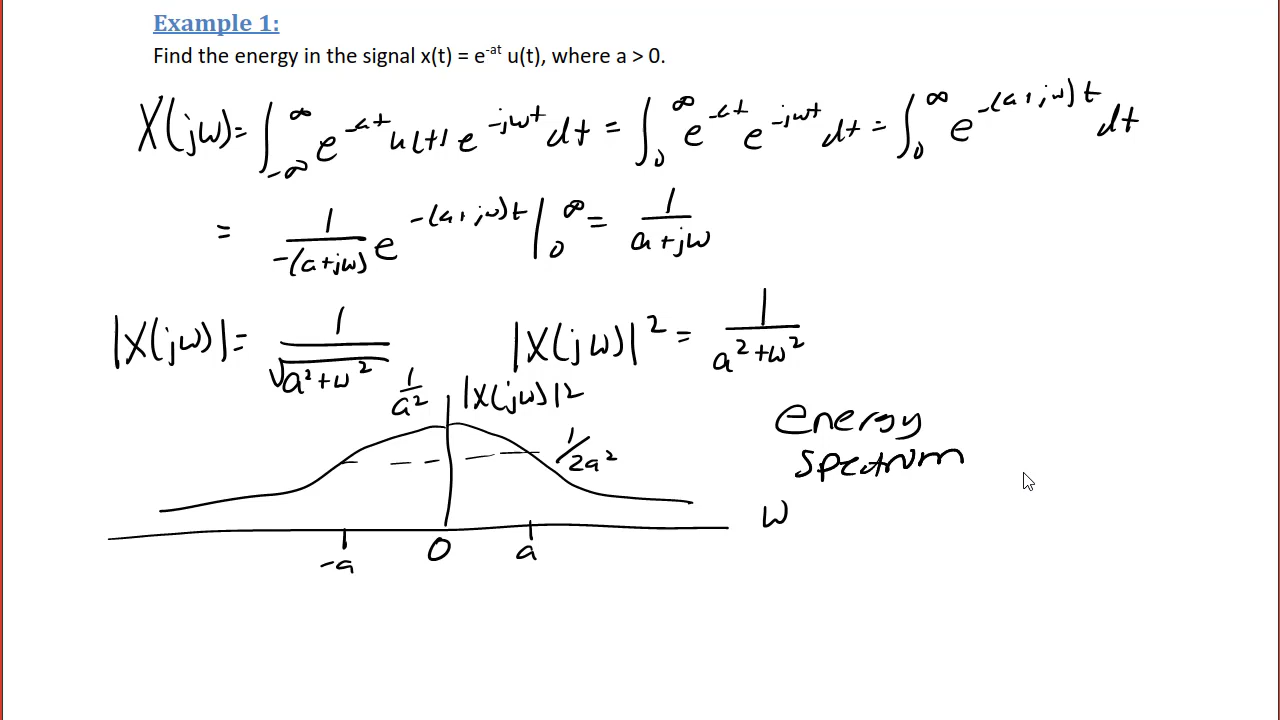 Example 1:
Find the energy in the signal x(t) = e^-at u(t), where a > 0.
X(jω) = ∫_-∞^∞ e^-at u(t) e^-jωt dt = ∫_0^∞ e^-at e^-jωt dt = ∫_0^∞ e^-(a+jω)t dt
= 1/-(a+jω) e^-(a+jω)t |_0^∞ = 1/a+jω
|X(jω)| = 1/√a²+ω² |X(jω)|² = 1/a²+ω²
1/a² |X(jω)|2
energy
1/2a² spectrum
ω
-a 0 a